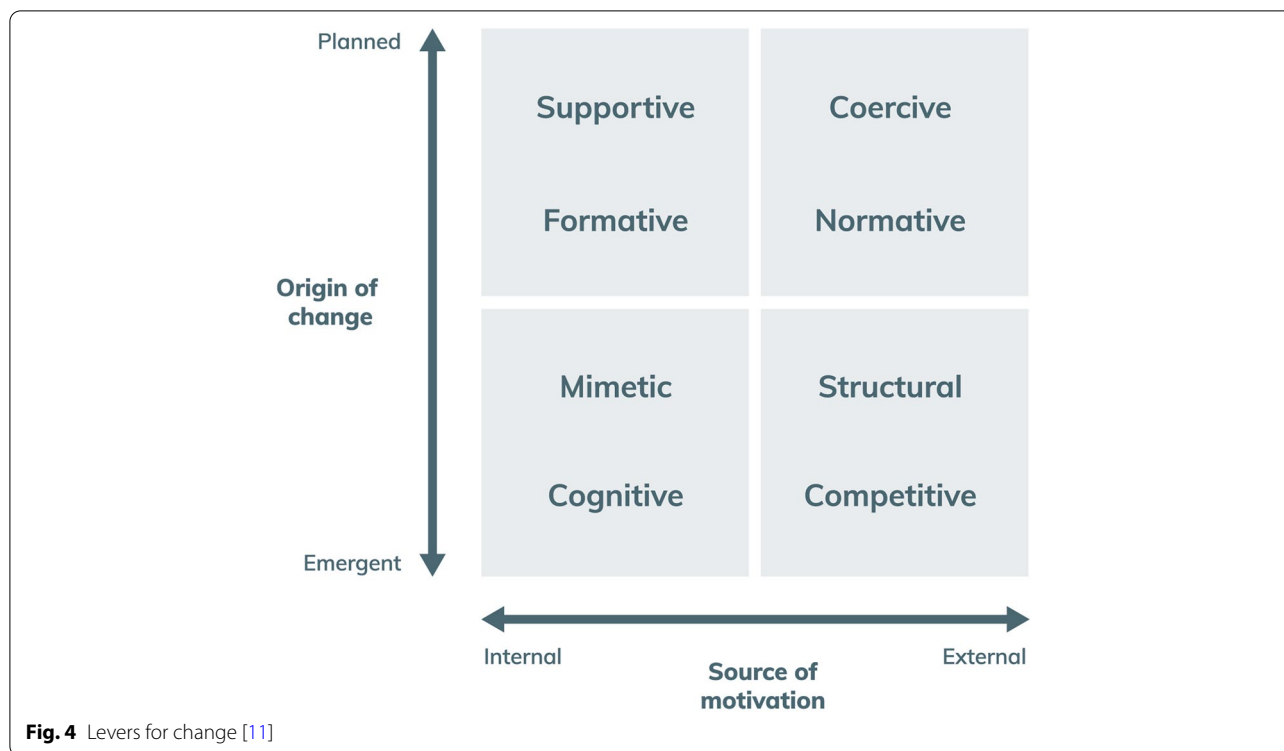 Planned
Supportive
Coercive
Formative
Normative
Origin of
change
Mimetic
Structural
Cognitive
Competitive
Emergent
Internal
External
Source of
motivation
Fig. 4 Levers for change [11]